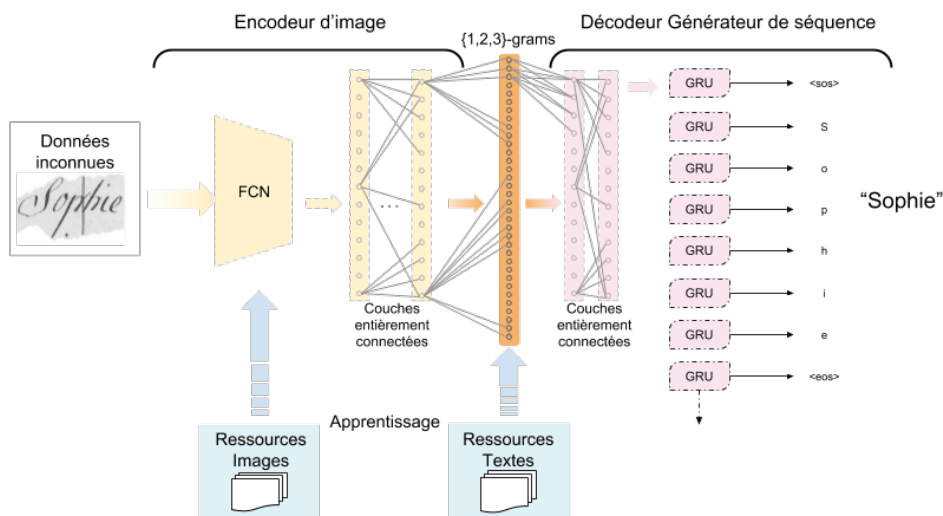 Encodeur d'image
Décodeur Générateur de séquence
{1,2,3}-grams
Données
inconnues
Sophie
FCN
...
Couches
entièrement
connectées
Couches
entièrement
connectées
GRU
<sos>
GRU
S
GRU
o
GRU
p
GRU
h
GRU
i
GRU
e
GRU
<eos>
“Sophie”
Apprentissage
Ressources
Images
Ressources
Textes